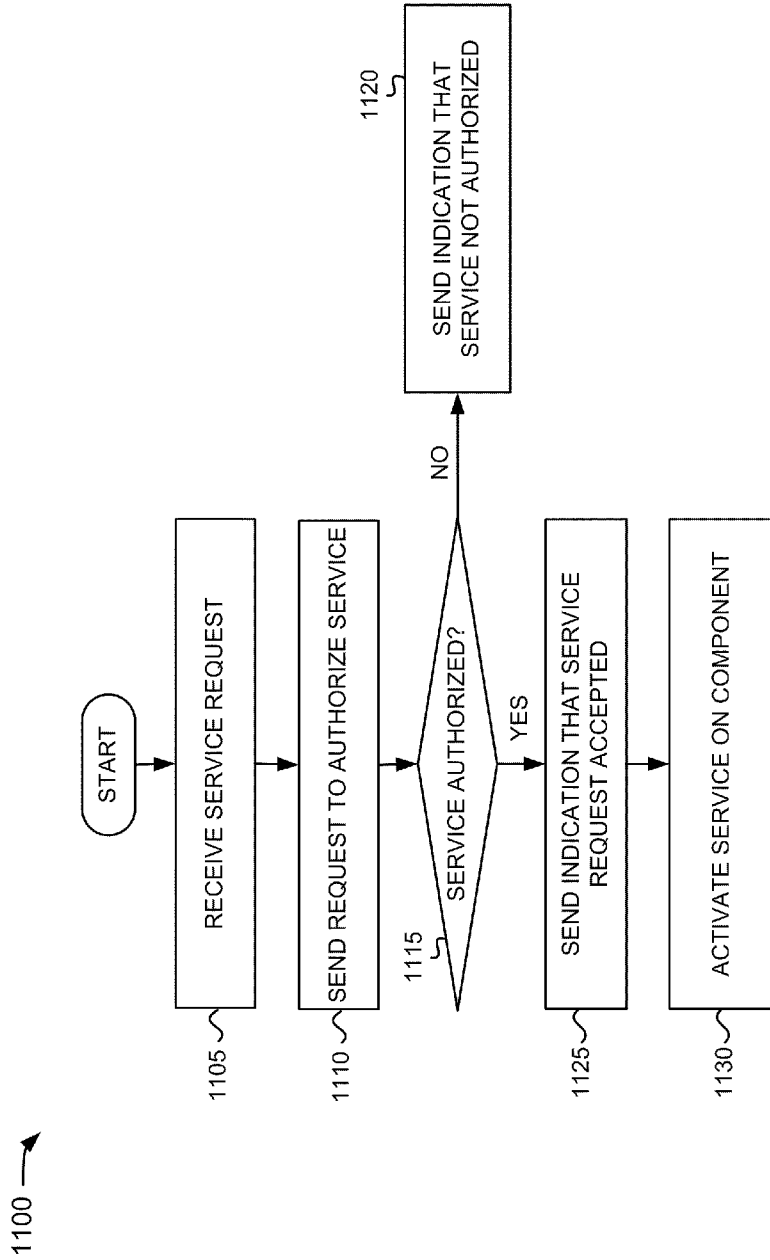 1100
START
1105
RECEIVE SERVICE REQUEST
1110
SEND REQUEST TO AUTHORIZE SERVICE
1115
SERVICE AUTHORIZED?
NO
1120
SEND INDICATION THAT
SERVICE NOT AUTHORIZED
YES
1125
SEND INDICATION THAT SERVICE
REQUEST ACCEPTED
1130
ACTIVATE SERVICE ON COMPONENT